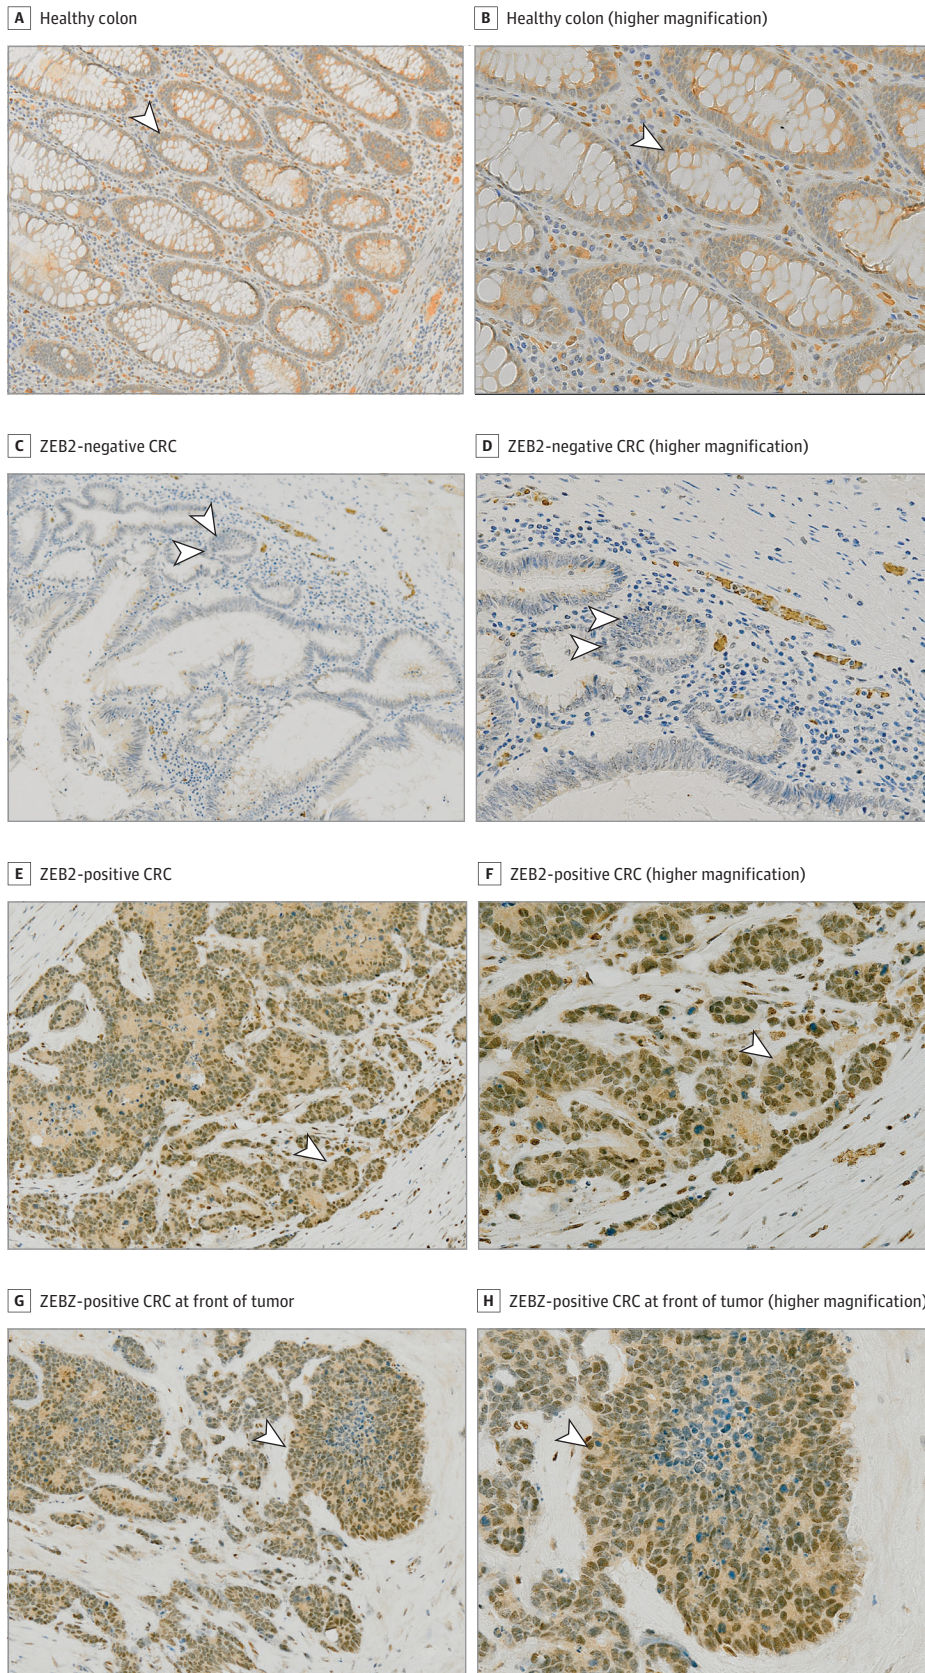 A Healthy colon
B Healthy colon (higher magnification)
C ZEB2-negative CRC
D ZEB2-negative CRC (higher magnification)
E ZEB2-positive CRC
F ZEB2-positive CRC (higher magnification)
G ZEBZ-positive CRC at front of tumor
H ZEBZ-positive CRC at front of tumor (higher magnification)